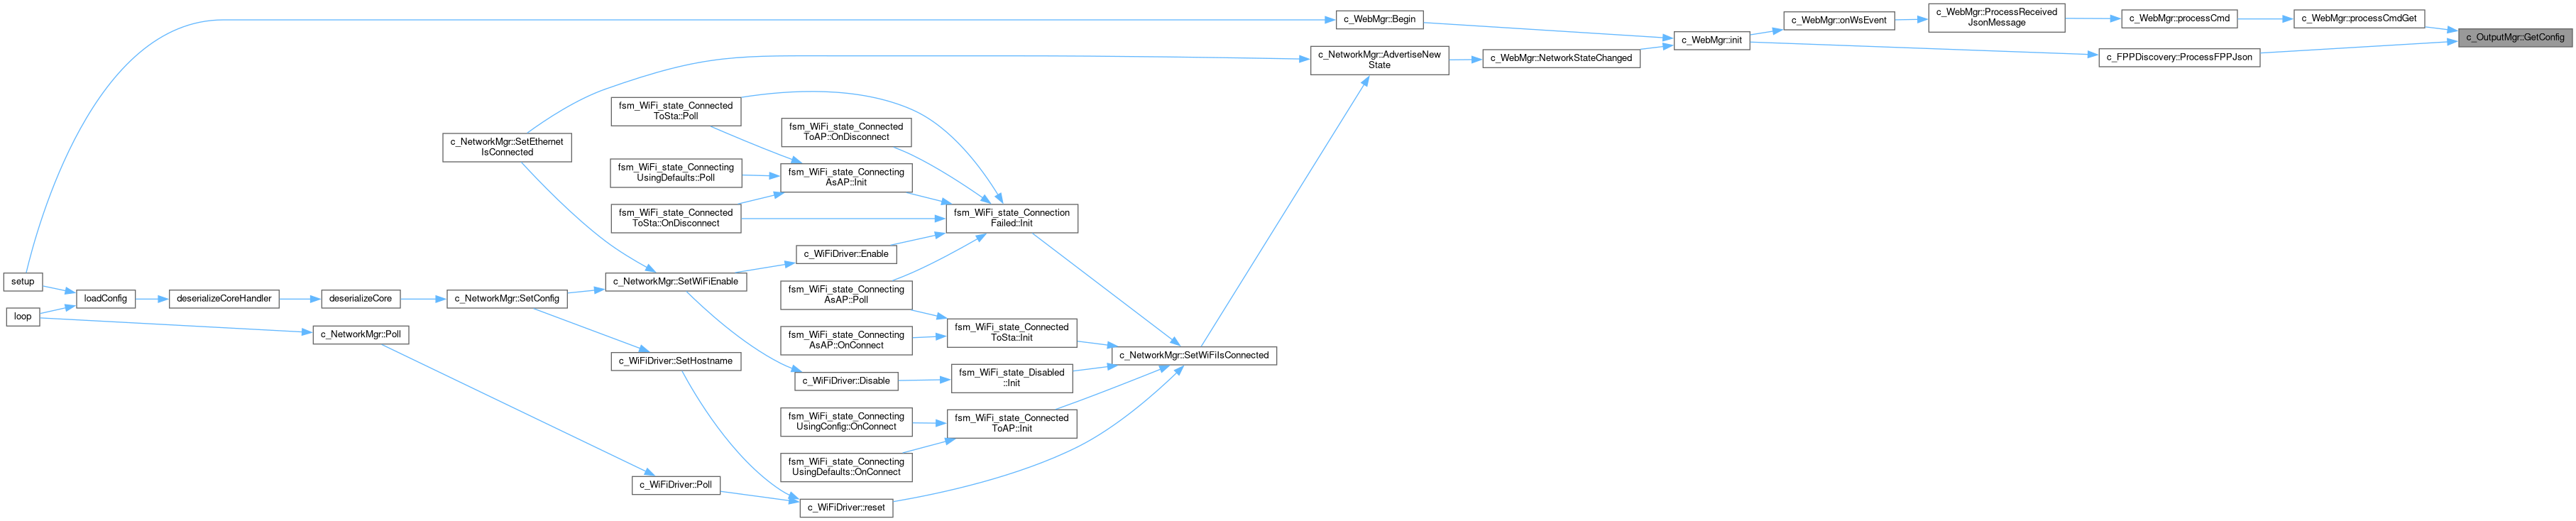 setup
loop
loadConfig
deserializeCoreHandler
c_NetworkMgr::Poll
deserializeCore
c_NetworkMgr::SetEthernet
IsConnected
c_NetworkMgr::SetConfig
fsm_WiFi_state_Connected
ToSta::Poll
fsm_WiFi_state_Connecting
UsingDefaults::Poll
fsm_WiFi_state_Connected
ToSta::OnDisconnect
c_NetworkMgr::SetWiFiEnable
c_WiFiDriver::SetHostname
c_WiFiDriver::Poll
fsm_WiFi_state_Connected
ToAP::OnDisconnect
fsm_WiFi_state_Connecting
AsAP::Init
c_WiFiDriver::Enable
fsm_WiFi_state_Connecting
AsAP::Poll
fsm_WiFi_state_Connecting
AsAP::OnConnect
c_WiFiDriver::Disable
fsm_WiFi_state_Connecting
UsingConfig::OnConnect
fsm_WiFi_state_Connecting
UsingDefaults::OnConnect
c_WiFiDriver::reset
fsm_WiFi_state_Connection
Failed::Init
fsm_WiFi_state_Connected
ToSta::Init
fsm_WiFi_state_Disabled
::Init
fsm_WiFi_state_Connected
ToAP::Init
c_NetworkMgr::SetWiFiIsConnected
c_WebMgr::Begin
c_NetworkMgr::AdvertiseNew
State
c_WebMgr::NetworkStateChanged
c_WebMgr::init
c_WebMgr::onWsEvent
c_WebMgr::ProcessReceived
JsonMessage
c_WebMgr::processCmd
c_FPPDiscovery::ProcessFPPJson
c_WebMgr::processCmdGet
c_OutputMgr::GetConfig